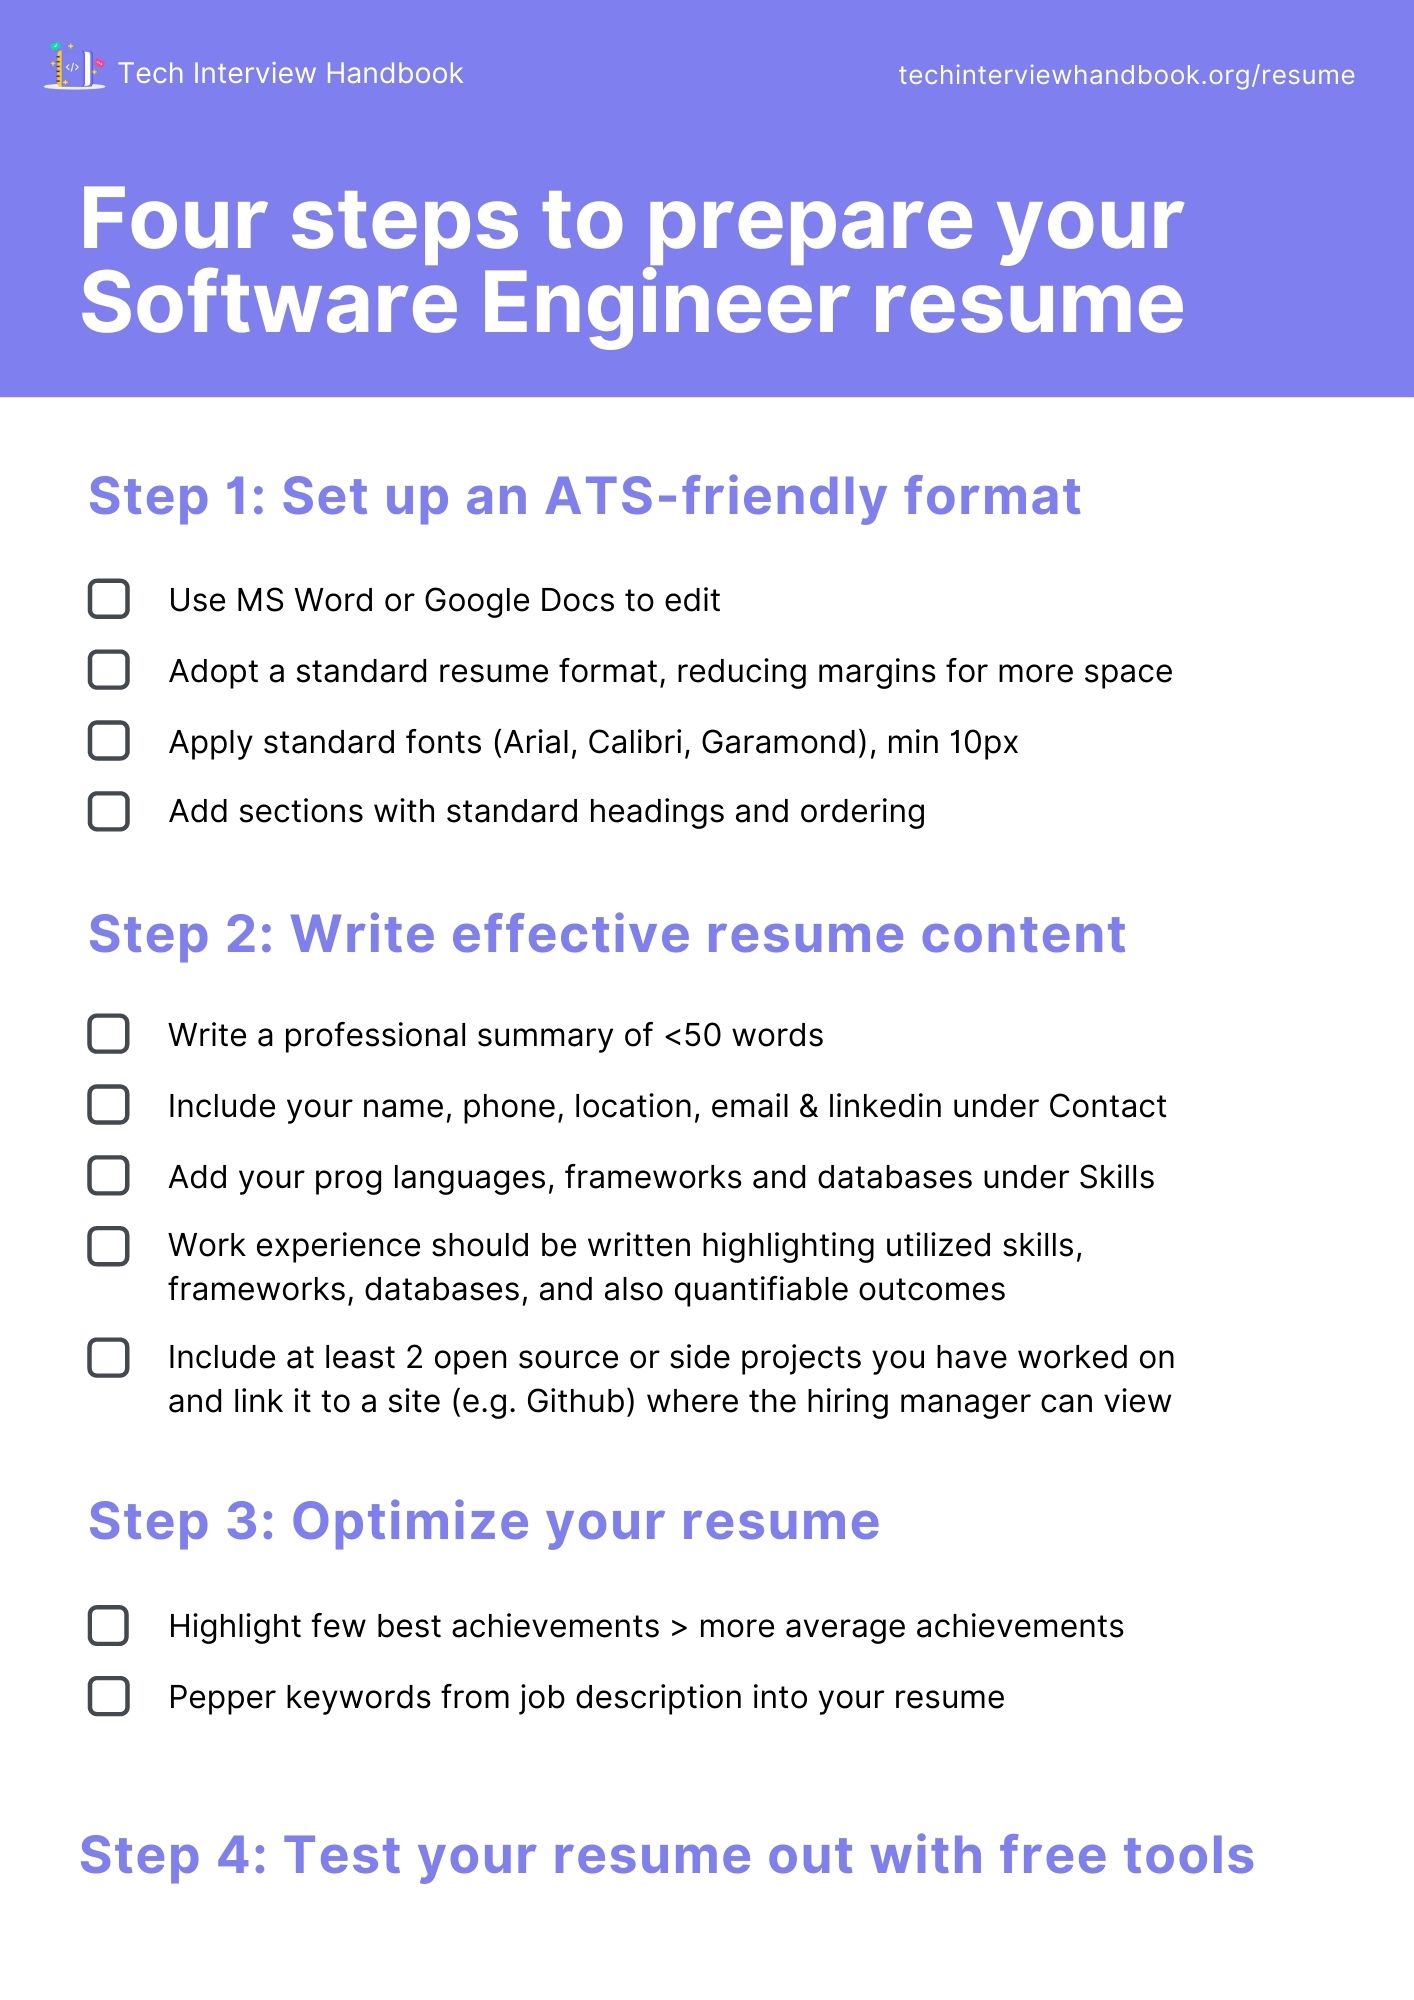 Tech Interview Handbook
techinterviewhandbook.org/resume
Four steps to prepare your
Software Engineer resume
Step 1: Set up an ATS-friendly format
Use MS Word or Google Docs to edit
Adopt a standard resume format, reducing margins for more space
Apply standard fonts (Arial, Calibri, Garamond), min 10px
Add sections with standard headings and ordering
Step 2: Write effective resume content
Write a professional summary of <50 words
Include your name, phone, location, email & linkedin under Contact
Add your prog languages, frameworks and databases under Skills
Work experience should be written highlighting utilized skills,
frameworks, databases, and also quantifiable outcomes
Include at least 2 open source or side projects you have worked on
and link it to a site (e.g. Github) where the hiring manager can view
Step 3: Optimize your resume
Highlight few best achievements > more average achievements
Pepper keywords from job description into your resume
Step 4: Test your resume out with free tools